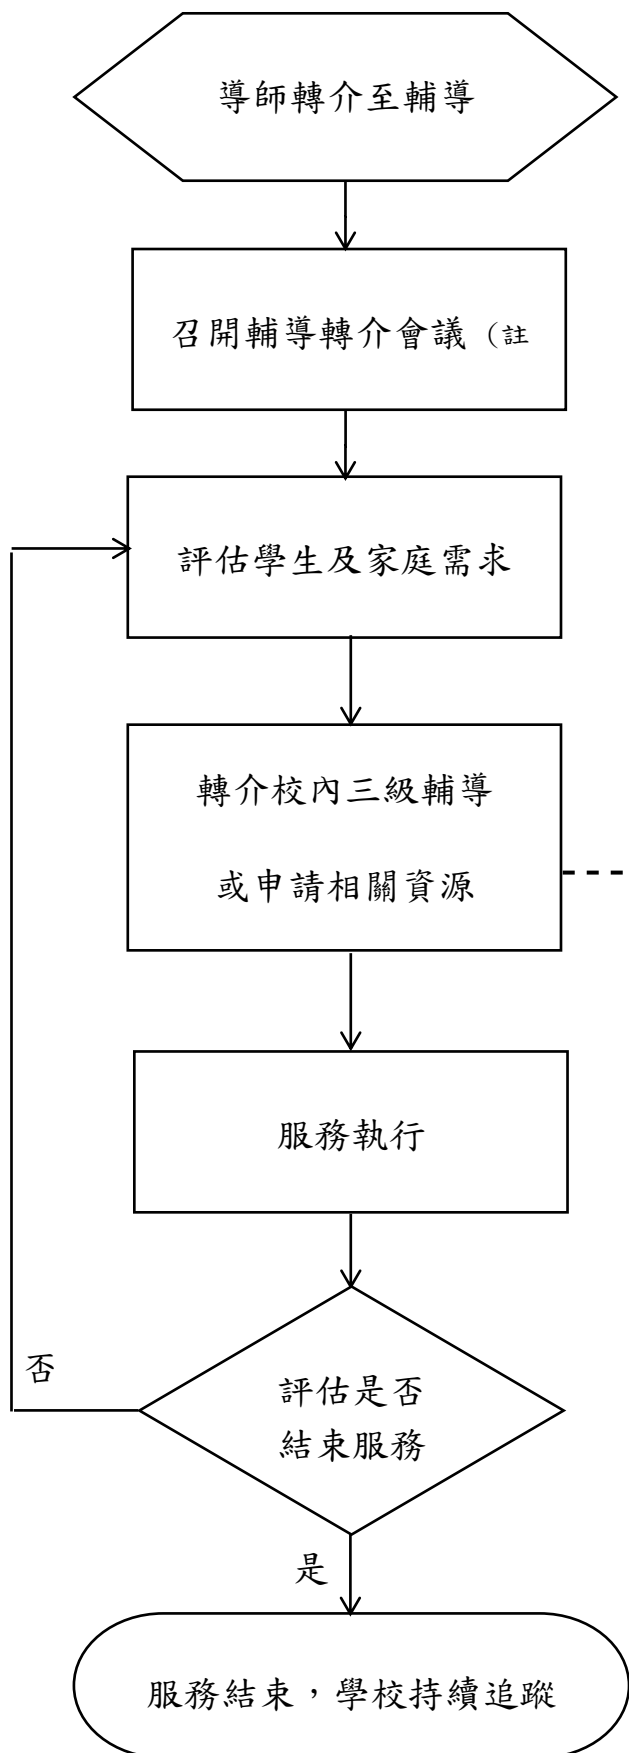 導師轉介至輔導
召開輔導轉介會議（註
評估學生及家庭需求
轉介校內三級輔導
或申請相關資源
服務執行
評估是否
結束服務
否
是
服務結束，學校持續追蹤